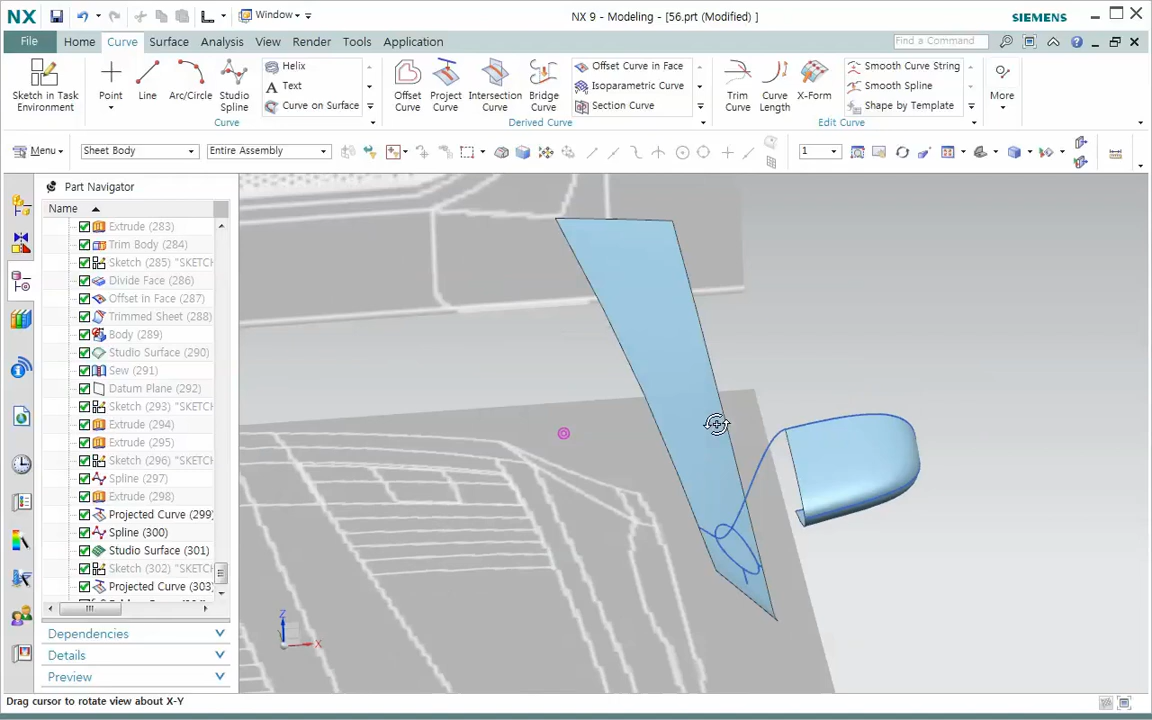 NX
Window
NX 9 - Modeling - [56.prt (Modified) ]
SIEMENS
File
Home
Curve
Surface
Analysis
View
Render
Tools
Application
Find a Command
Sketch in Task
Environment
Point
Line
Arc/Circle
Studio
Spline
Helix
Text
Curve on Surface
Curve
Offset
Curve
Project
Curve
Intersection
Curve
Bridge
Curve
Offset Curve in Face
Isoparametric Curve
Section Curve
Derived Curve
Trim
Curve
Curve
Length
X-Form
Smooth Curve String
Smooth Spline
Shape by Template
Edit Curve
More
Menu
Sheet Body
Entire Assembly
1
Part Navigator
Name
Extrude (283)
Trim Body (284)
Sketch (285) "SKETCH
Divide Face (286)
Offset in Face (287)
Trimmed Sheet (288)
Body (289)
Studio Surface (290)
Sew (291)
Datum Plane (292)
Sketch (293) "SKETCH
Extrude (294)
Extrude (295)
Sketch (296) "SKETCH
Spline (297)
Extrude (298)
Projected Curve (299)
Spline (300)
Studio Surface (301)
Sketch (302) "SKETCH
Projected Curve (303)
Dependencies
Details
Preview
Z
X
Drag cursor to rotate view about X-Y